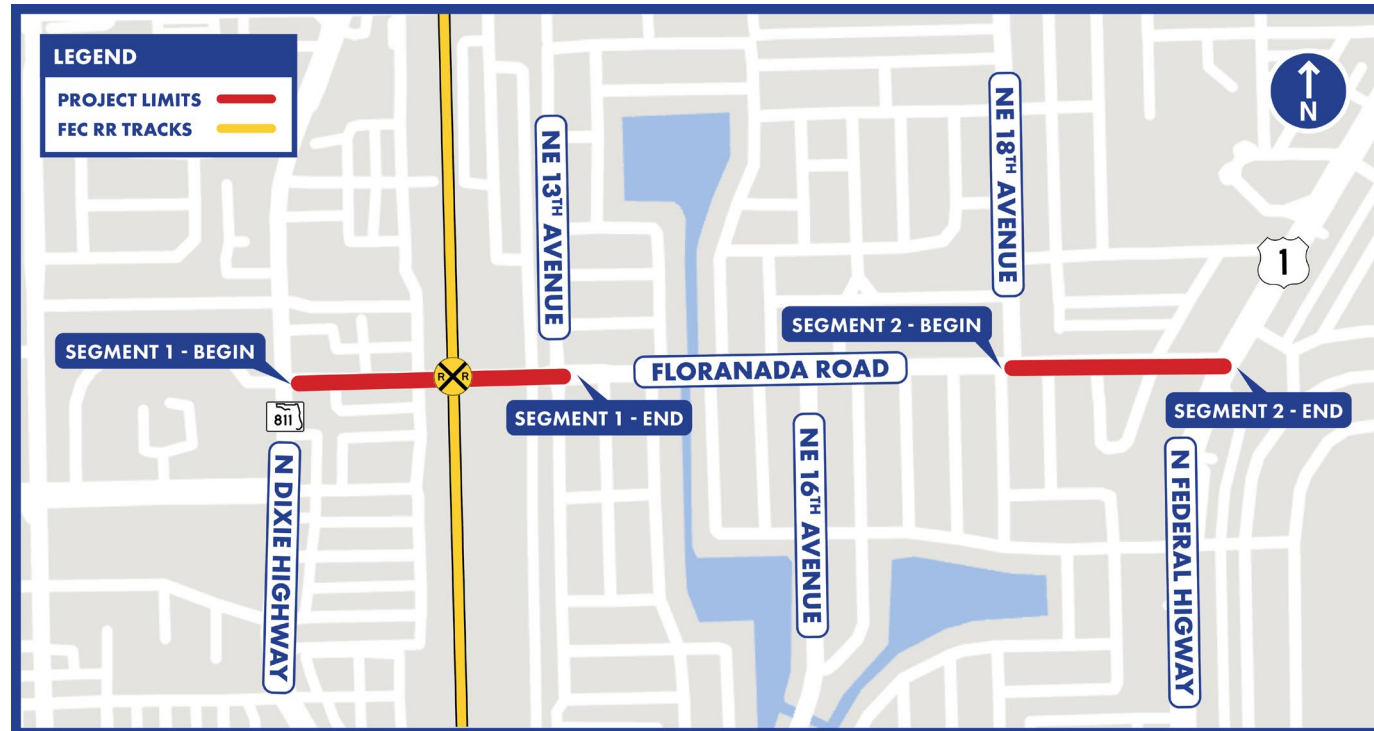 LEGEND
PROJECT LIMITS
FEC RR TRACKS
N
NE 13TH AVENUE
NE 18TH AVENUE
1
SEGMENT 1 - BEGIN
SEGMENT 2 - BEGIN
R R
FLORANADA ROAD
SEGMENT 1 - END
SEGMENT 2 - END
811
N DIXIE HIGHWAY
NE 16TH AVENUE
N FEDERAL HIGWAY